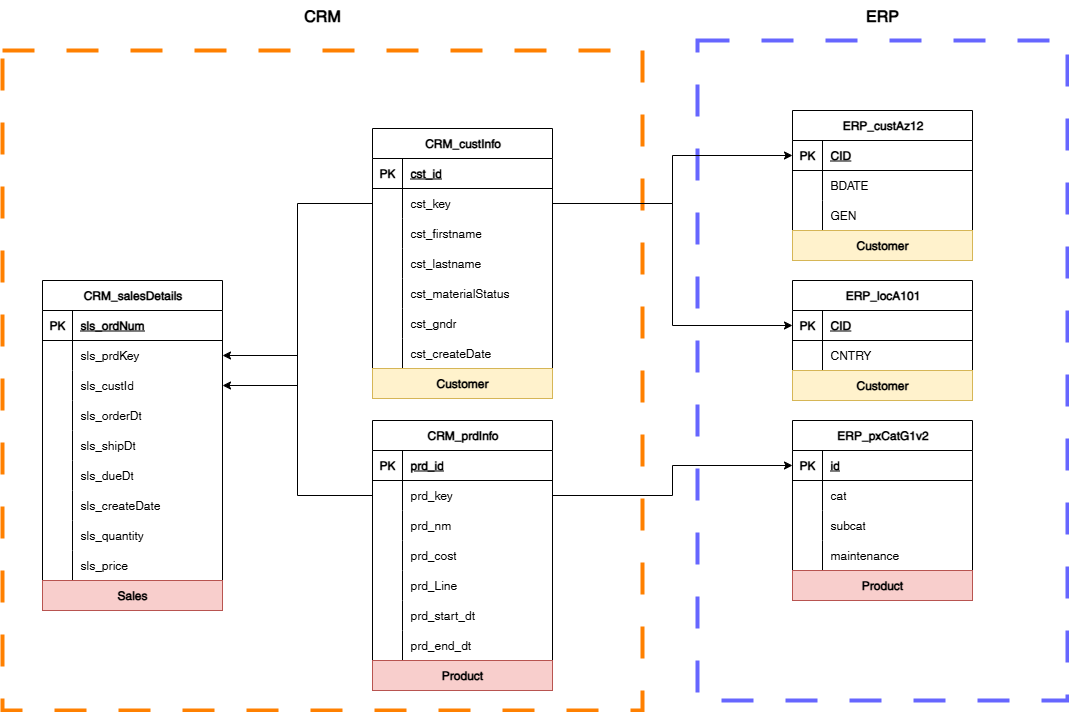 CRM
ERP
CRM_salesDetails
PK sls_ordNum
sls_prdKey
sls_custId
sls_orderDt
sls_shipDt
sls_dueDt
sls_createDate
sls_quantity
sls_price
Sales
CRM_custInfo
PK cst_id
cst_key
cst_firstname
cst_lastname
cst_materialStatus
cst_gndr
cst_createDate
Customer
CRM_prdInfo
PK prd_id
prd_key
prd_nm
prd_cost
prd_Line
prd_start_dt
prd_end_dt
Product
ERP_custAz12
PK CID
BDATE
GEN
Customer
ERP_locA101
PK CID
CNTRY
Customer
ERP_pxCatG1v2
PK id
cat
subcat
maintenance
Product